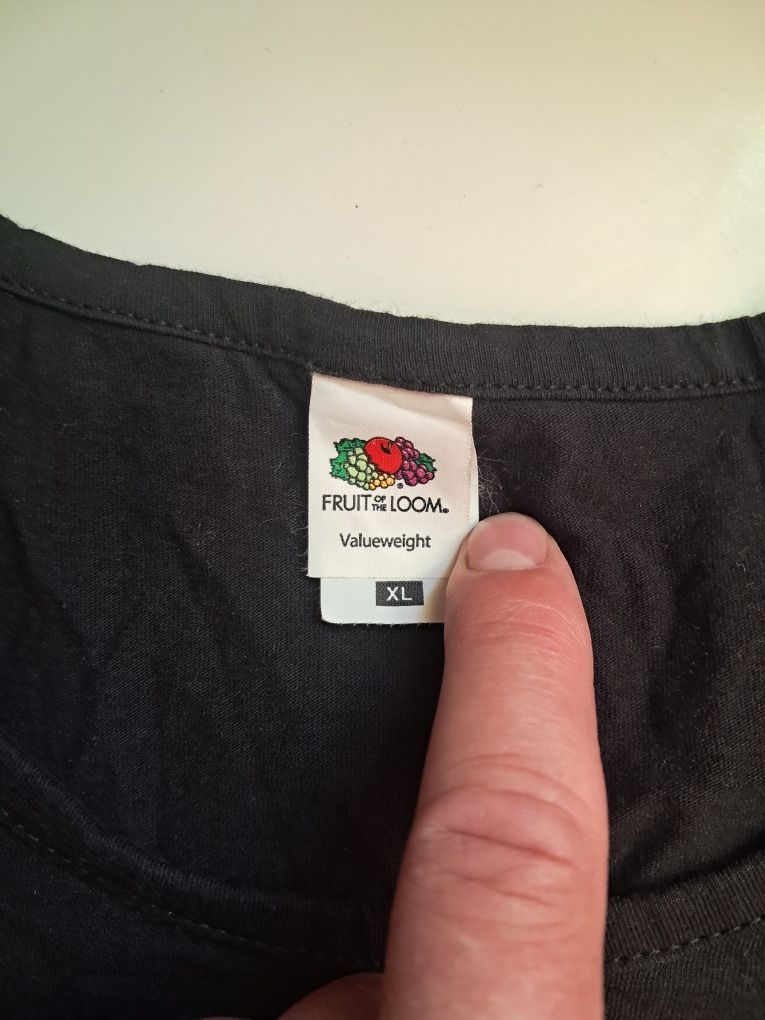 FRUIT OF THE LOOM®
Valueweight
XL